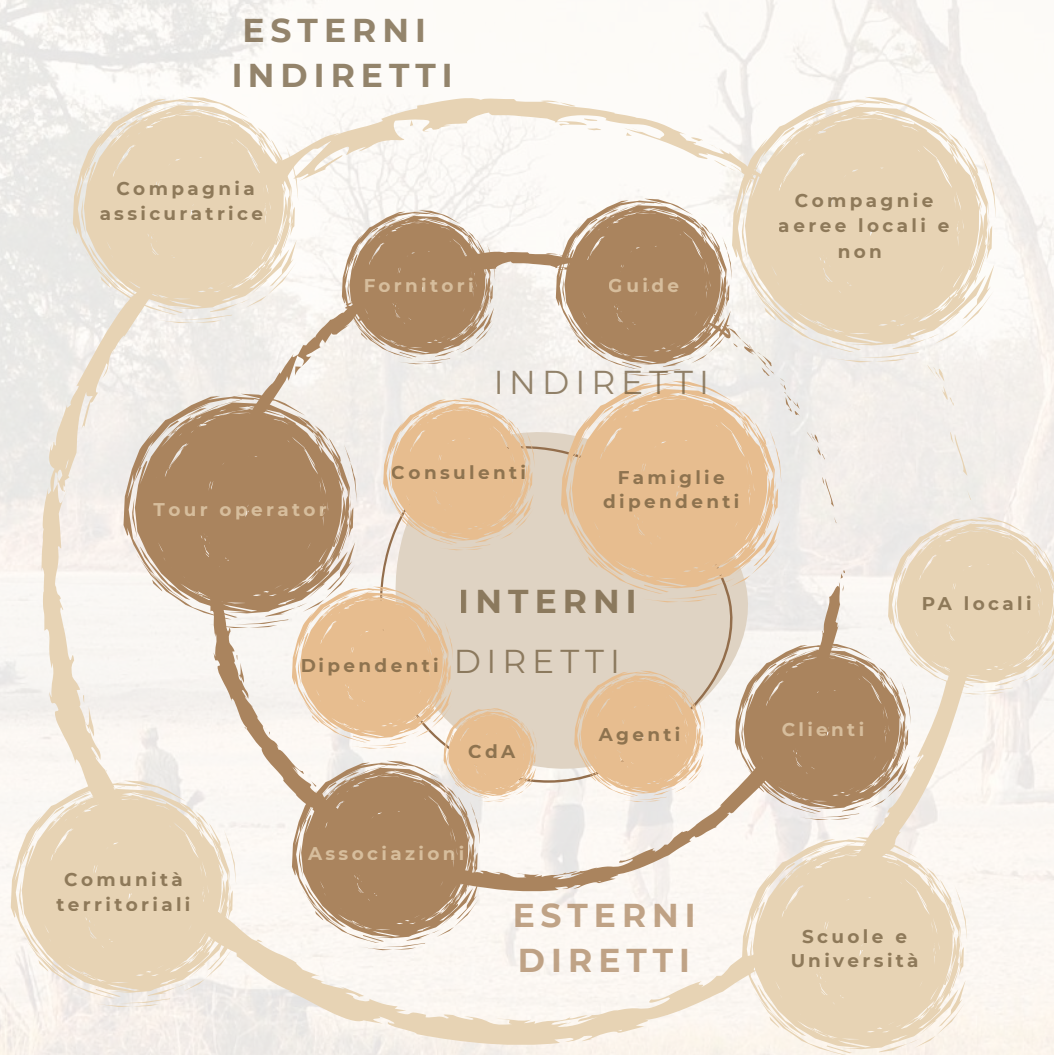 ESTERNI
INDIRETTI
Compagnia
assicuratrice
Compagnie
aeree locali e
non
Fornitori
Guide
INDIRETTI
Consulenti
Famiglie
dipendenti
Tour operator
INTERNI
PA locali
DIRETTI
Dipendenti
Clienti
Agenti
CdA
Associazioni
Comunità
territoriali
ESTERNI
DIRETTI
Scuole e
Università